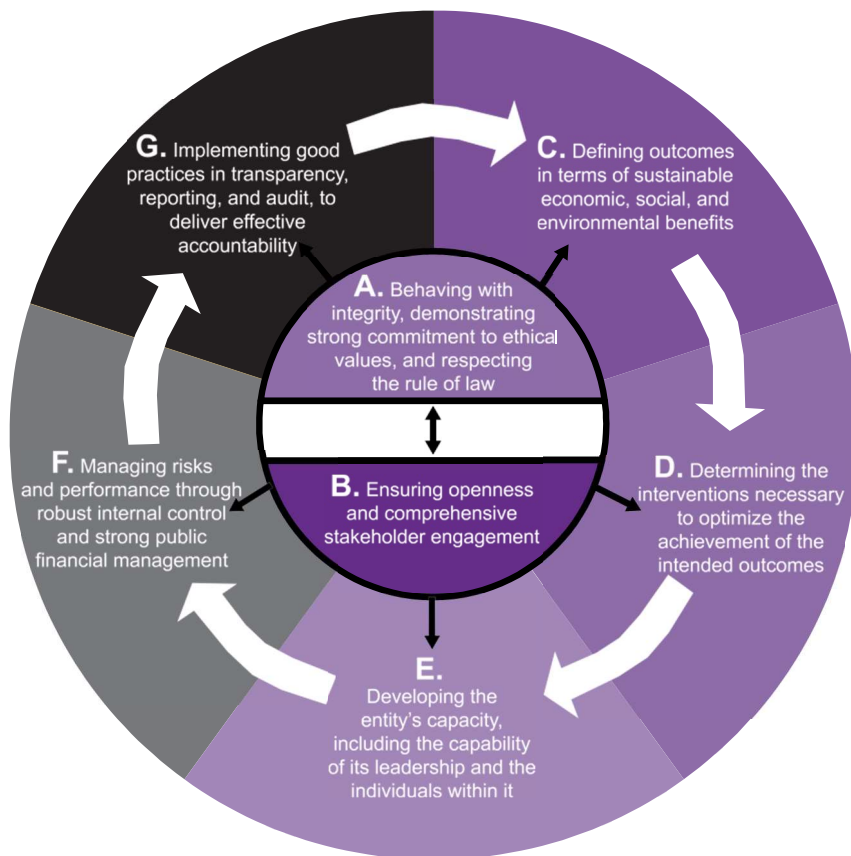 A. Behaving with
integrity, demonstrating
strong commitment to ethical
values, and respecting
the rule of law
B. Ensuring openness
and comprehensive
stakeholder engagement
C. Defining outcomes
in terms of sustainable
economic, social, and
environmental benefits
D. Determining the
interventions necessary
to optimize the
achievement of the
intended outcomes
E.
Developing the
entity’s capacity,
including the capability
of its leadership and the
individuals within it
F. Managing risks
and performance through
robust internal control
and strong public
financial management
G. Implementing good
practices in transparency,
reporting, and audit, to
deliver effective
accountability